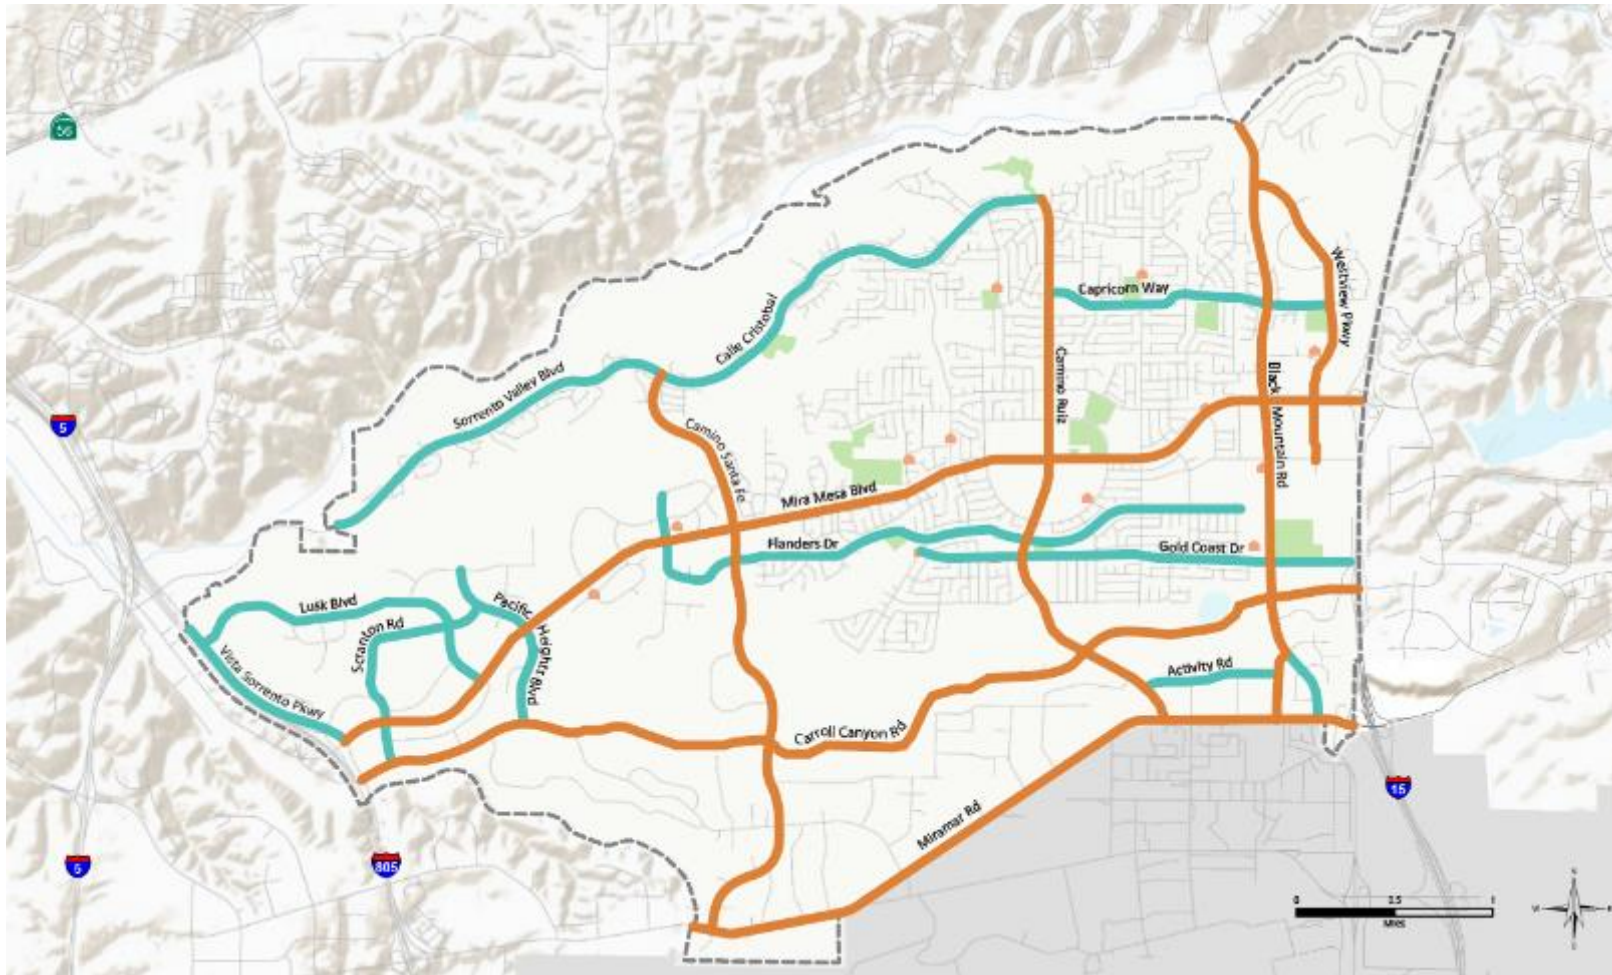 56
Westview Pkwy
Capricorn Way
Calle Cristobal
Camino Ruiz
Black Mountain Rd
Sorrento Valley Blvd
5
Camino Santa Fe
Mira Mesa Blvd
Flanders Dr
Gold Coast Dr
Lusk Blvd
Pacific Heights Blvd
Scranton Rd
Vista Sorrento Pkwy
Activity Rd
Carroll Canyon Rd
15
Miramar Rd
5
805
0
1
Miles
N